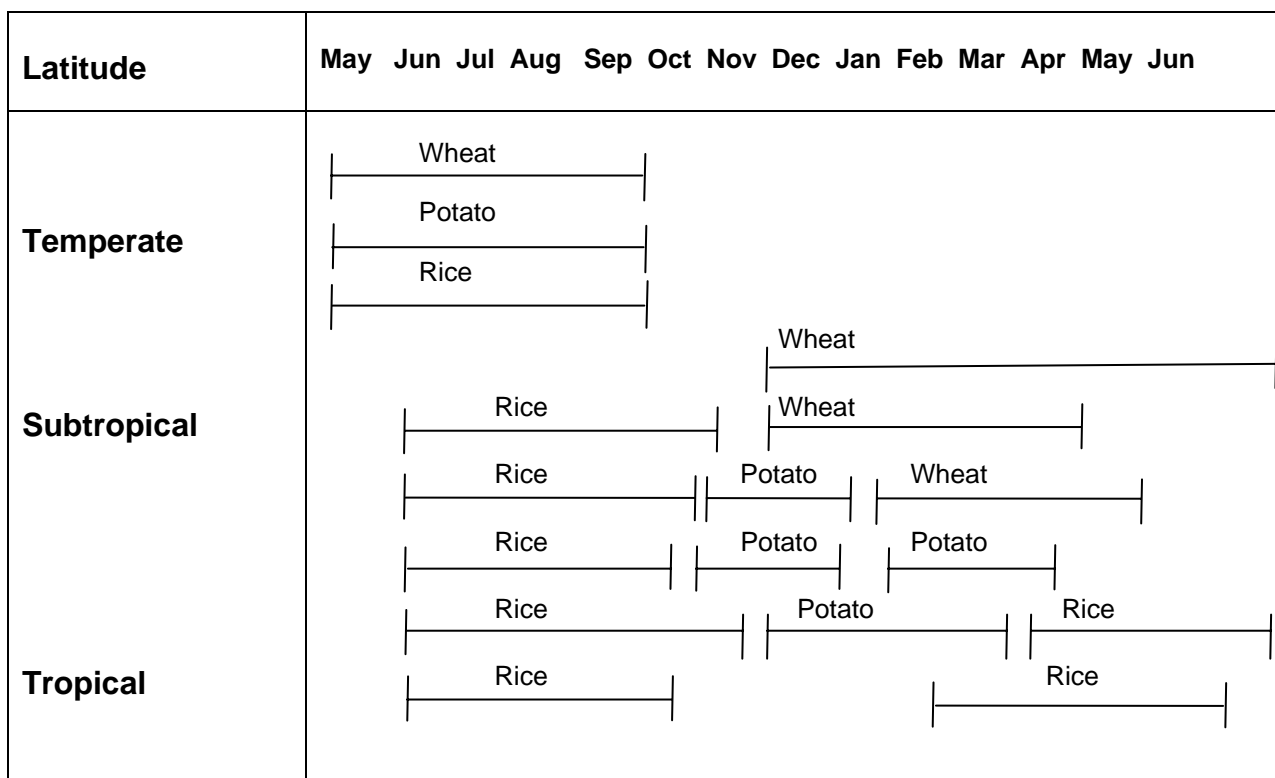 Latitude May Jun Jul Aug Sep Oct Nov Dec Jan Feb Mar Apr May Jun
Wheat
Potato
Temperate
Rice
Wheat
Rice Wheat
Subtropical
Rice Potato Wheat
Rice Potato Potato
Rice Potato Rice
Tropical Rice Rice